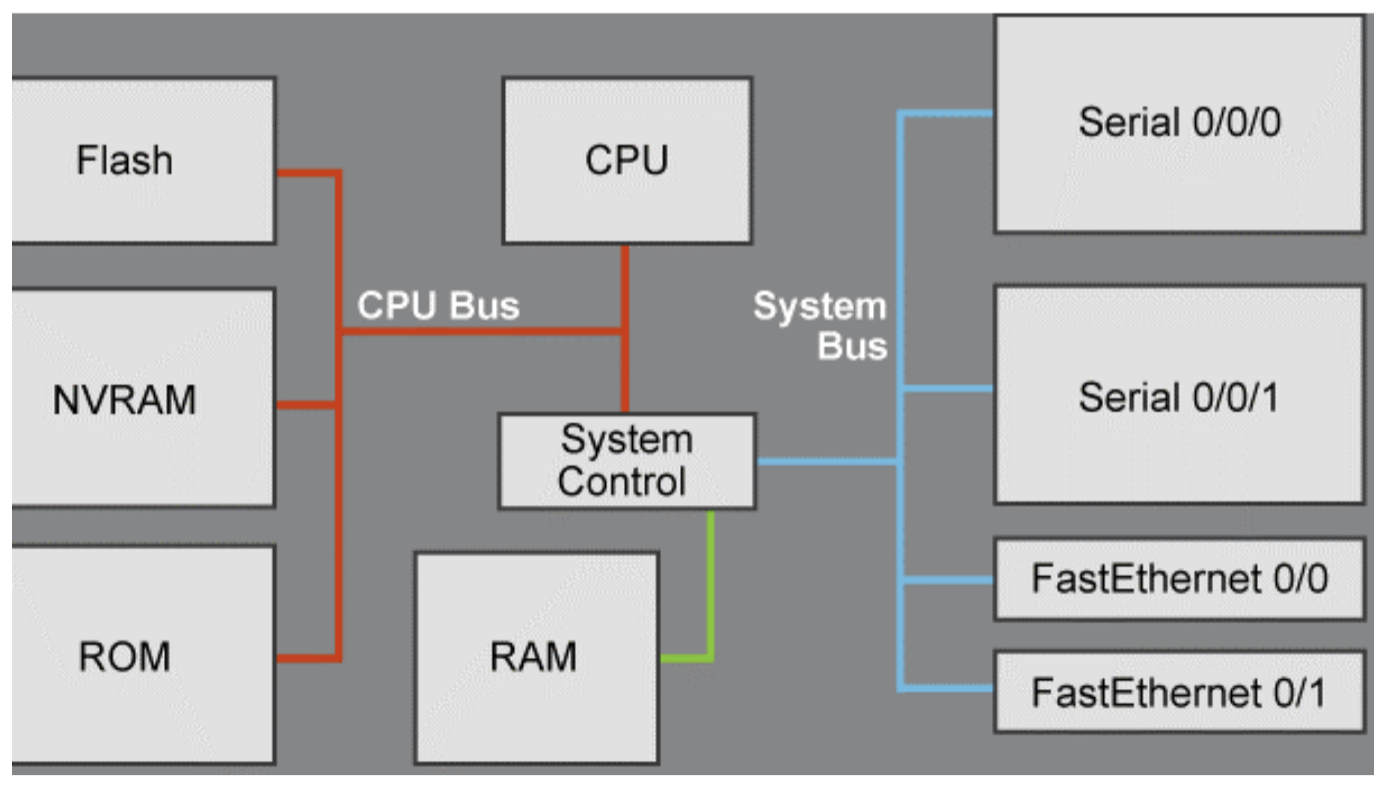 Flash
CPU
Serial 0/0/0
CPU Bus
System
Bus
NVRAM
System
Control
Serial 0/0/1
ROM
RAM
FastEthernet 0/0
FastEthernet 0/1